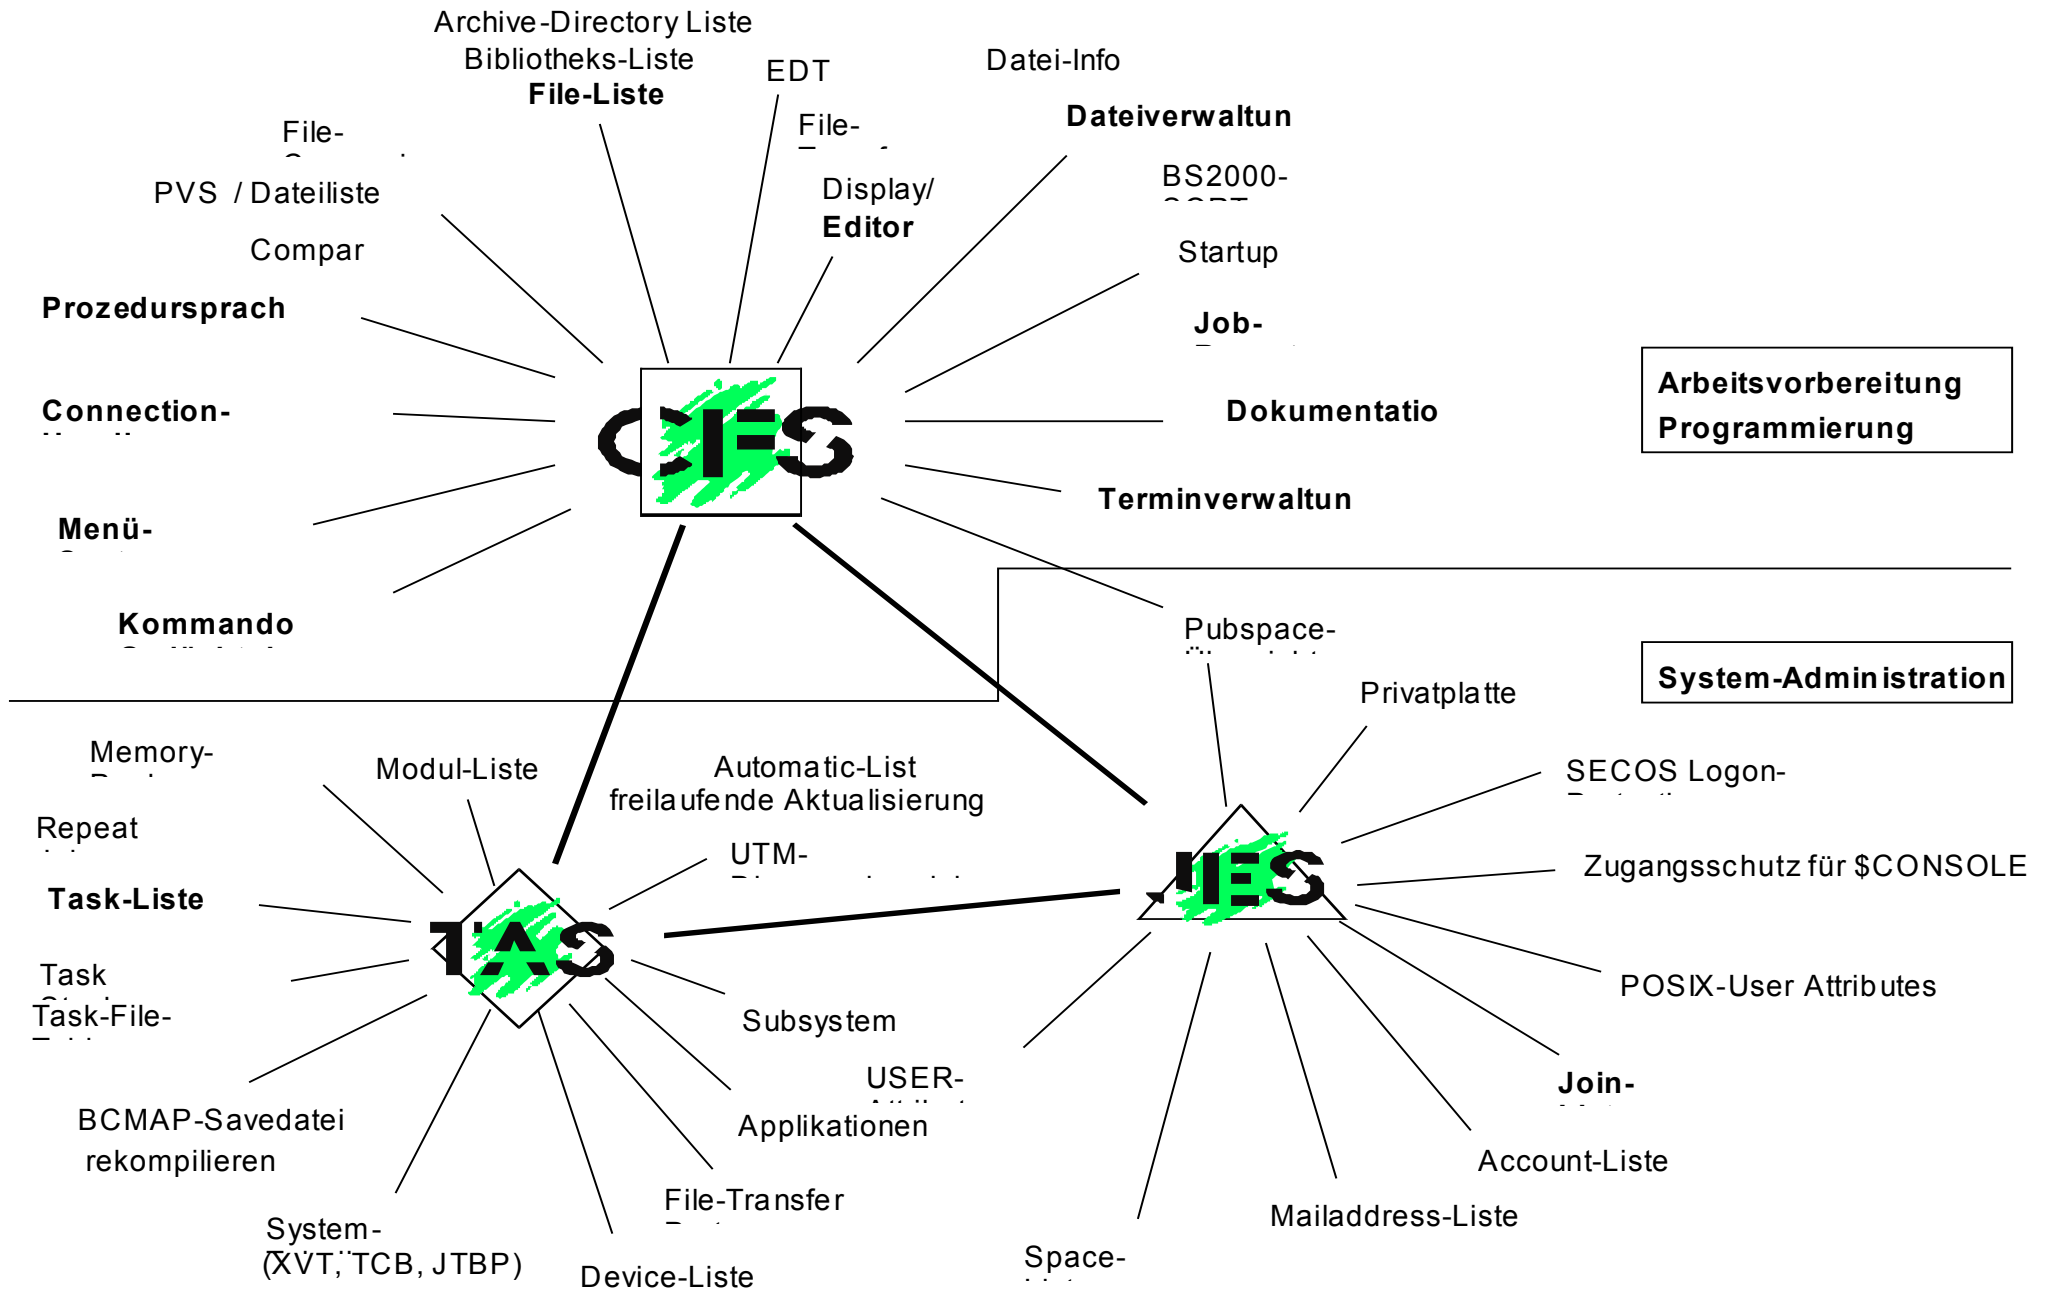 Archive-Directory Liste
Bibliotheks-Liste
File-Liste
EDT
Datei-Info
File-
Dateiverwaltun
File-
PVS / Dateiliste
Display/
Editor
BS2000-
Compar
Startup
Prozedursprach
Job-
Connection-
CFS
Dokumentatio
Arbeitsvorbereitung
Programmierung
Menü-
Terminverwaltun
Kommando
Pubspace-
System-Administration
Privatplatte
Memory-
Modul-Liste
Automatic-List
freilaufende Aktualisierung
SECOS Logon-
Repeat
UTM-
Zugangsschutz für $CONSOLE
Task-Liste
TAS
JES
Task
Task-File-
Subsystem
POSIX-User Attributes
USER-
Join-
BCMAP-Savedatei
rekompilieren
Applikationen
Account-Liste
File-Transfer
Mailaddress-Liste
System-
(XVT, TCB, JTBP)
Device-Liste
Space-